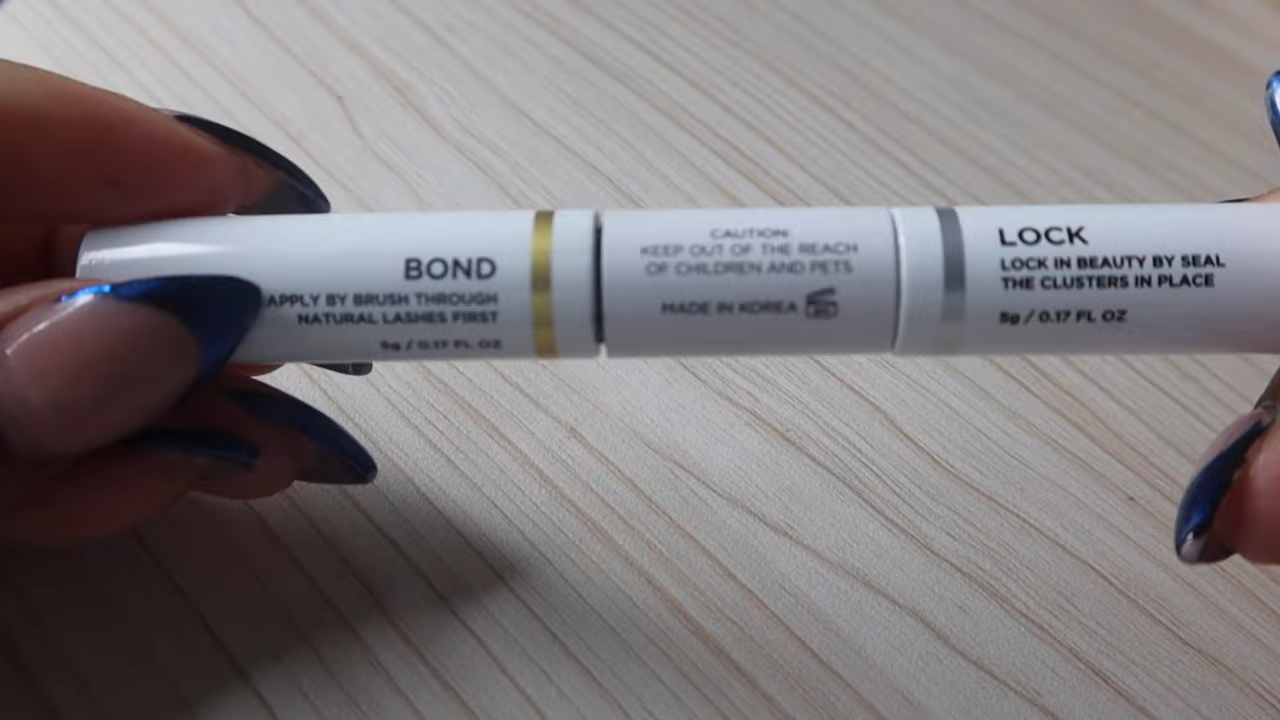 BOND
APPLY BY BRUSH THROUGH
NATURAL LASHES FIRST
5g / 0.17 FL OZ
CAUTION:
KEEP OUT OF THE REACH
OF CHILDREN AND PETS
MADE IN KOREA
LOCK
LOCK IN BEAUTY BY SEAL
THE CLUSTERS IN PLACE
5g / 0.17 FL OZ